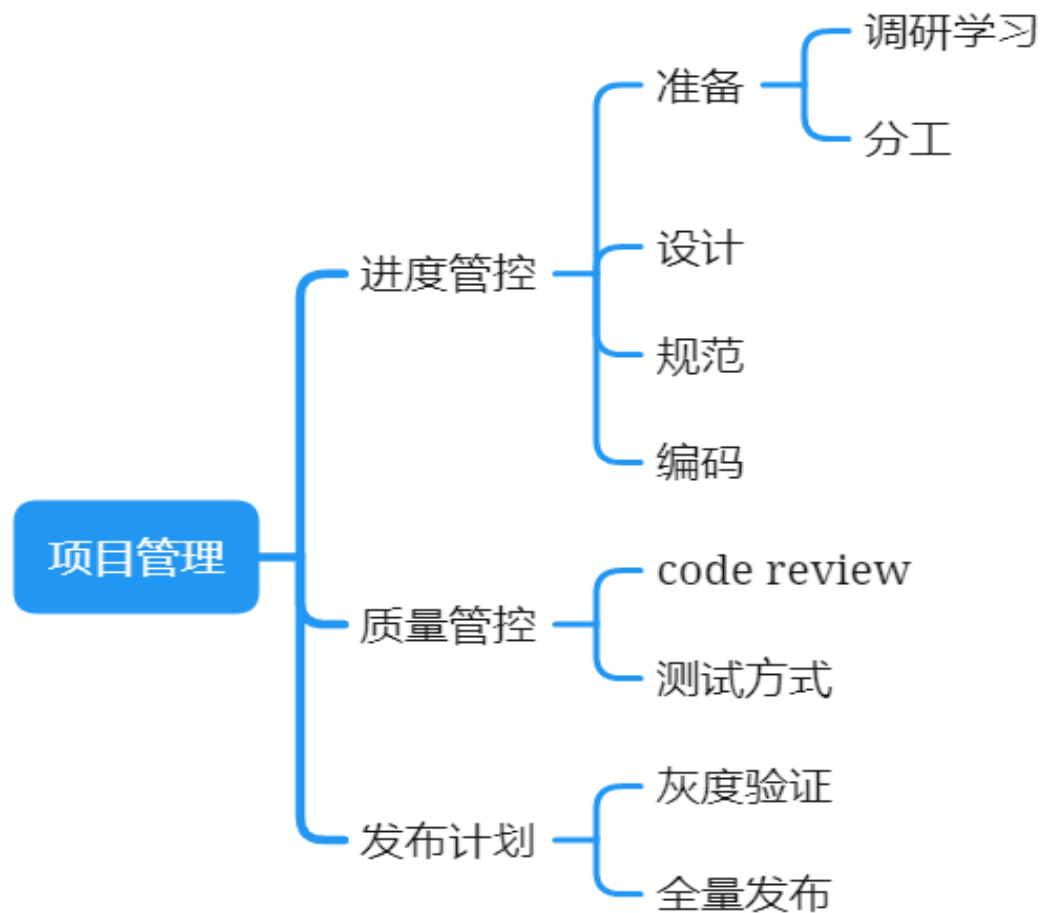 项目管理
进度管控
准备
调研学习
分工
设计
规范
编码
质量管控
code review
测试方式
发布计划
灰度验证
全量发布